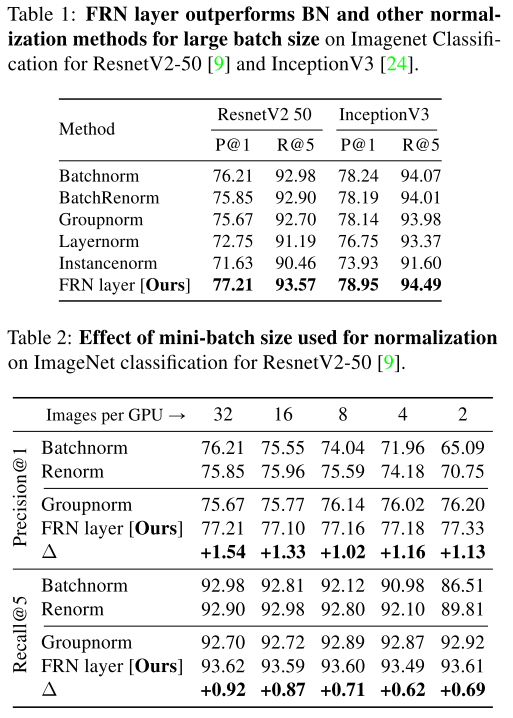 Table 1: FRN layer outperforms BN and other normal-
ization methods for large batch size on Imagenet Classifi-
cation for ResnetV2-50 [9] and InceptionV3 [24].
Method ResnetV2 50 InceptionV3
P@1 R@5 P@1 R@5
Batchnorm 76.21 92.98 78.24 94.07
BatchRenorm 75.85 92.90 78.19 94.01
Groupnorm 75.67 92.70 78.14 93.98
Layernorm 72.75 91.19 76.75 93.37
Instancenorm 71.63 90.46 73.93 91.60
FRN layer [Ours] 77.21 93.57 78.95 94.49
Table 2: Effect of mini-batch size used for normalization
on ImageNet classification for ResnetV2-50 [9].
Images per GPU → 32 16 8 4 2
Precision@1
Batchnorm 76.21 75.55 74.04 71.96 65.09
Renorm 75.85 75.96 75.59 74.18 70.75
Groupnorm 75.67 75.77 76.14 76.02 76.20
FRN layer [Ours] 77.21 77.10 77.16 77.18 77.33
Δ +1.54 +1.33 +1.02 +1.16 +1.13
Recall@5
Batchnorm 92.98 92.81 92.12 90.98 86.51
Renorm 92.90 92.98 92.80 92.10 89.81
Groupnorm 92.70 92.72 92.89 92.87 92.92
FRN layer [Ours] 93.62 93.59 93.60 93.49 93.61
Δ +0.92 +0.87 +0.71 +0.62 +0.69